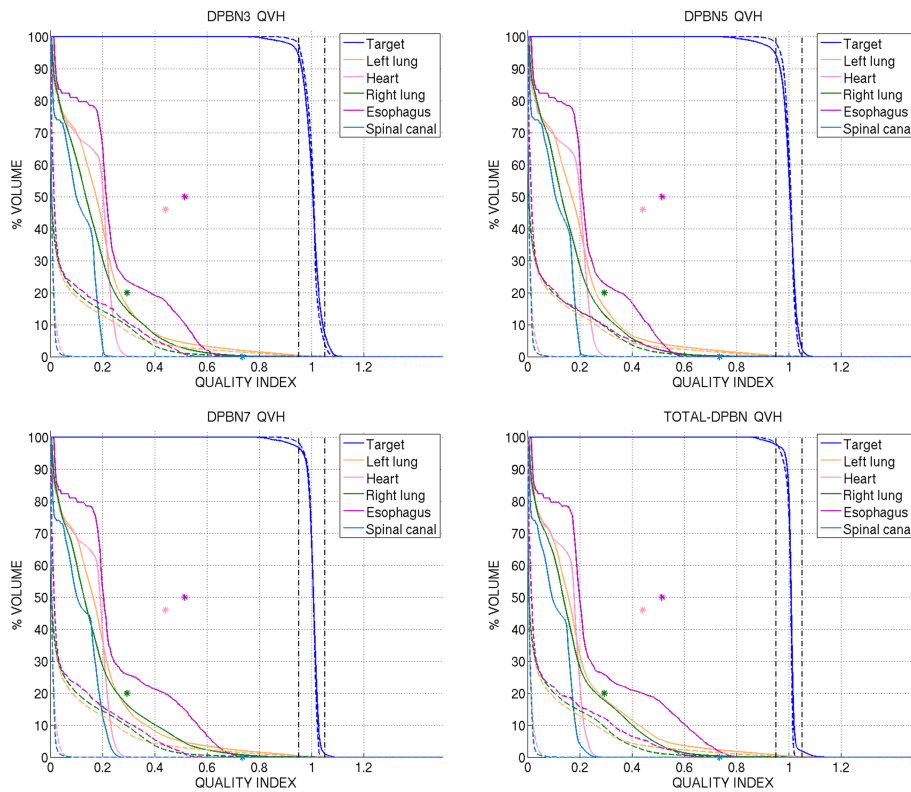 DPBN3 QVH
DPBN5 QVH
100
90
80
70
60
50
40
30
20
10
0
% VOLUME
Target
Left lung
Heart
Right lung
Esophagus
Spinal canal
0 0.2 0.4 0.6 0.8 1 1.2
QUALITY INDEX
100
90
80
70
60
50
40
30
20
10
0
% VOLUME
Target
Left lung
Heart
Right lung
Esophagus
Spinal canal
0 0.2 0.4 0.6 0.8 1 1.2
QUALITY INDEX
DPBN7 QVH
TOTAL-DPBN QVH
100
90
80
70
60
50
40
30
20
10
0
% VOLUME
Target
Left lung
Heart
Right lung
Esophagus
Spinal canal
0 0.2 0.4 0.6 0.8 1 1.2
QUALITY INDEX
100
90
80
70
60
50
40
30
20
10
0
% VOLUME
Target
Left lung
Heart
Right lung
Esophagus
Spinal canal
0 0.2 0.4 0.6 0.8 1 1.2
QUALITY INDEX